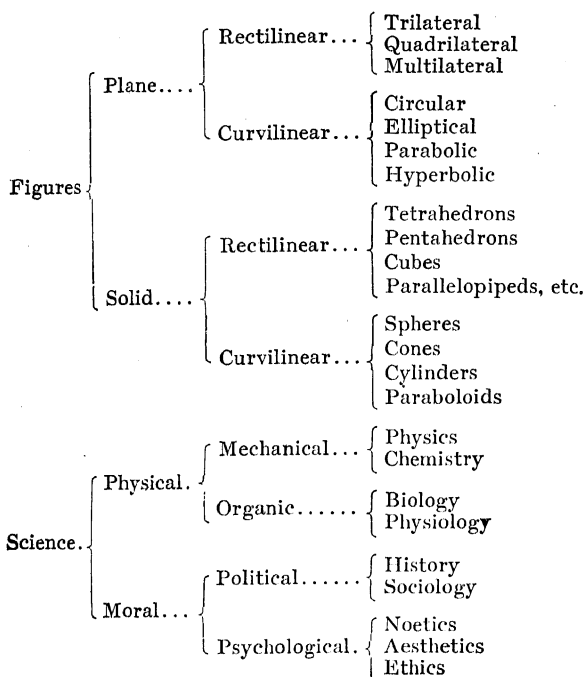 Trilateral
Rectilinear...
Quadrilateral
Multilateral
Plane....
Circular
Elliptical
Curvilinear...
Parabolic
Hyperbolic
Figures
Tetrahedrons
Pentahedrons
Rectilinear...
Cubes
Parallelopipeds, etc.
Solid....
Spheres
Cones
Curvilinear...
Cylinders
Paraboloids
Physics
Mechanical...
Chemistry
Physical.
Biology
Organic......
Physiology
Science.
History
Political......
Sociology
Moral...
Noetics
Psychological.
Aesthetics
Ethics